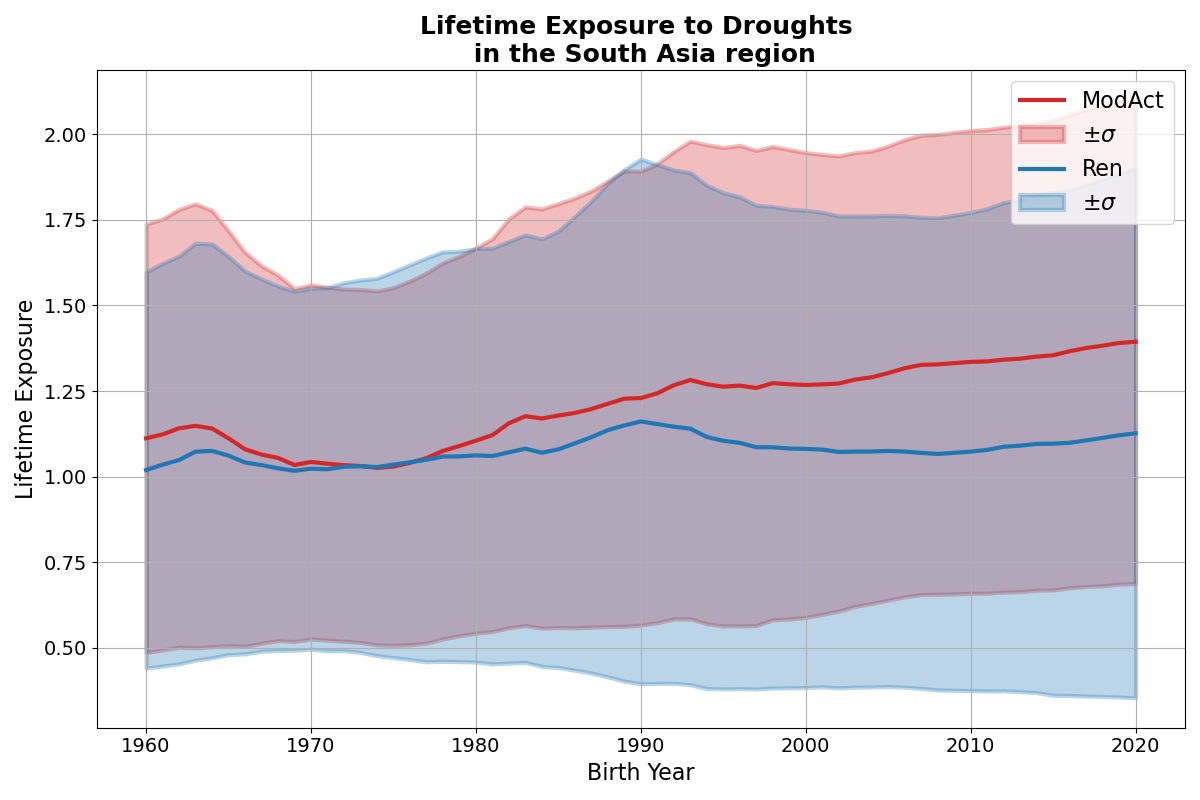 Lifetime Exposure to Droughts
in the South Asia region
ModAct
±σ
Ren
±σ
Lifetime Exposure
2.00
1.75
1.50
1.25
1.00
0.75
0.50
1960 1970 1980 1990 2000 2010 2020
Birth Year